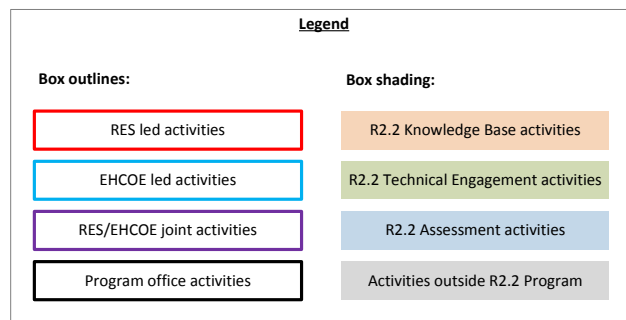 Legend
Box outlines:
Box shading:
RES led activities
R2.2 Knowledge Base activities
EHCOE led activities
R2.2 Technical Engagement activities
RES/EHCOE joint activities
R2.2 Assessment activities
Program office activities
Activities outside R2.2 Program